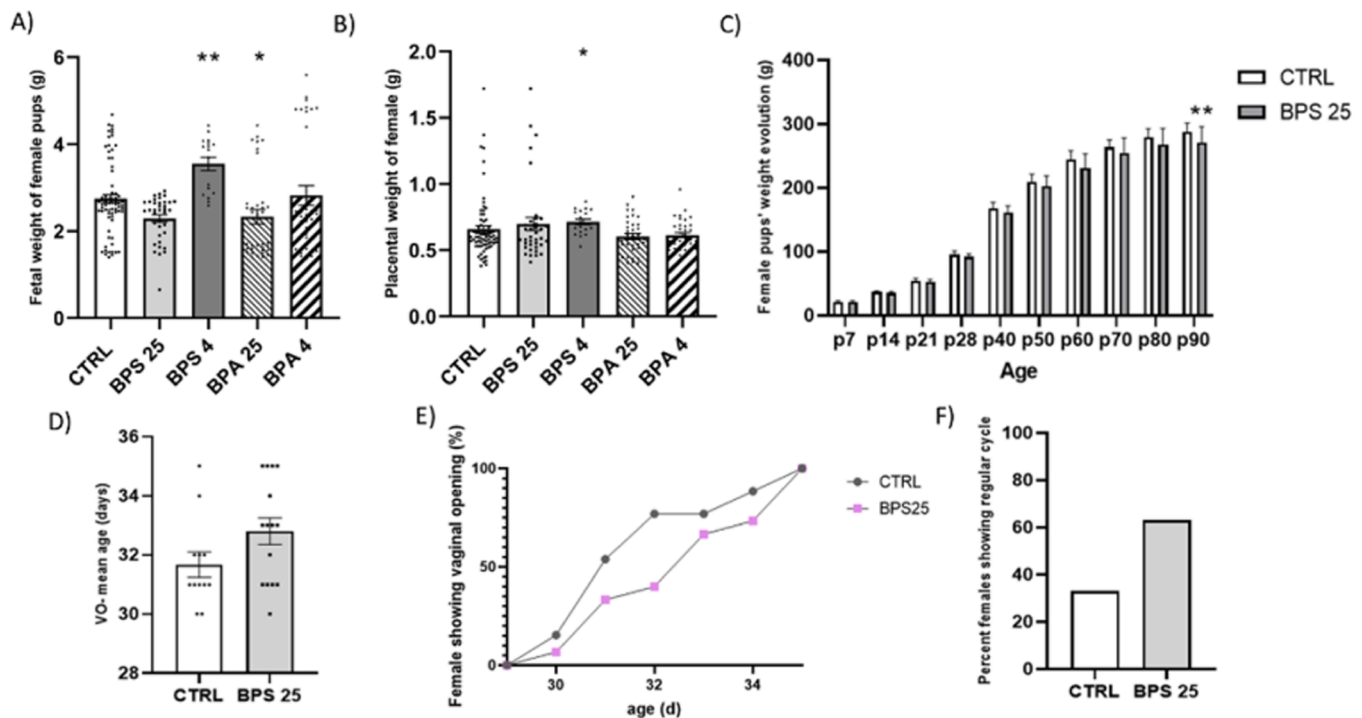 A)
Fetal weight of female pups (g)
6
4
2
0
**
*
CTRL
BPS 25
BPS 4
BPA 25
BPA 4
B)
Placental weight of female (g)
2.0
1.5
1.0
0.5
0.0
*
CTRL
BPS 25
BPS 4
BPA 25
BPA 4
C)
Female pups' weight evolution (g)
400
300
200
100
0
**
p7 p14 p21 p28 p40 p50 p60 p70 p80 p90
Age
CTRL
BPS 25
D)
VO- mean age (days)
36
34
32
30
28
CTRL BPS 25
E)
Female showing vaginal opening (%)
100
50
0
30 32 34
age (d)
CTRL
BPS25
F)
Percent females showing regular cycle
100
80
60
40
20
0
CTRL BPS 25